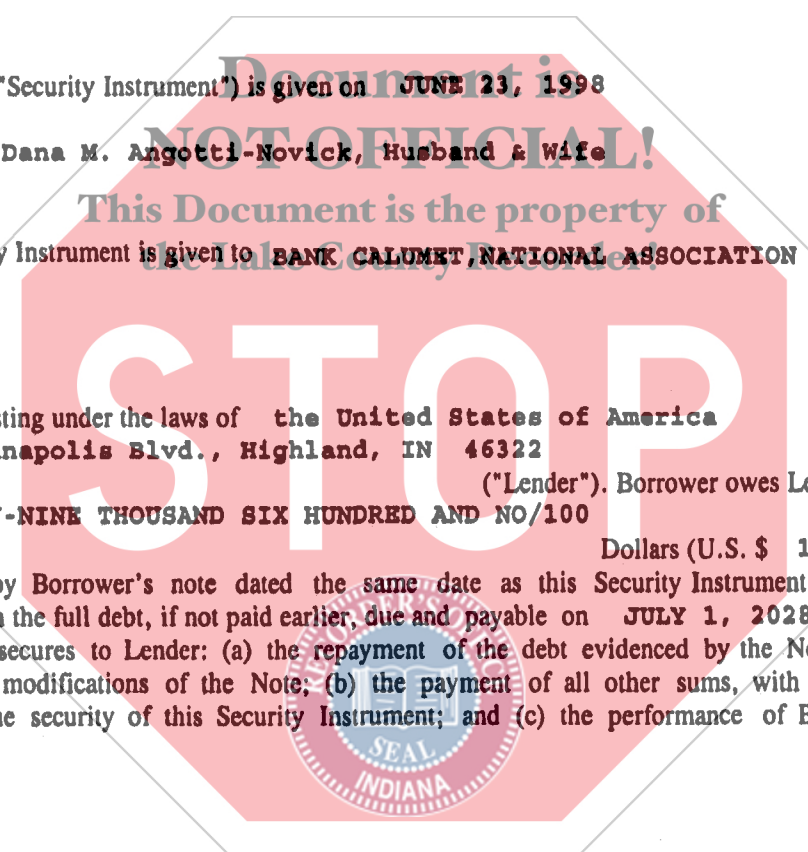 Document is
"Security Instrument") is given on JUNE 23, 1998
NOT OFFICIAL!
Dana M. Angotti-Novick, Husband & Wife
This Document is the property of
the Lake County Recorder!
y Instrument is given to BANK CALUMET,NATIONAL ASSOCIATION
STOP
sting under the laws of the United States of America
napolis Blvd., Highland, IN 46322
("Lender"). Borrower owes Le
-NINE THOUSAND SIX HUNDRED AND NO/100
Dollars (U.S. $ 1
by Borrower's note dated the same date as this Security Instrument
the full debt, if not paid earlier, due and payable on JULY 1, 2028
secures to Lender: (a) the repayment of the debt evidenced by the No
modifications of the Note; (b) the payment of all other sums, with
e security of this Security Instrument; and (c) the performance of B
SEAL
INDIANA